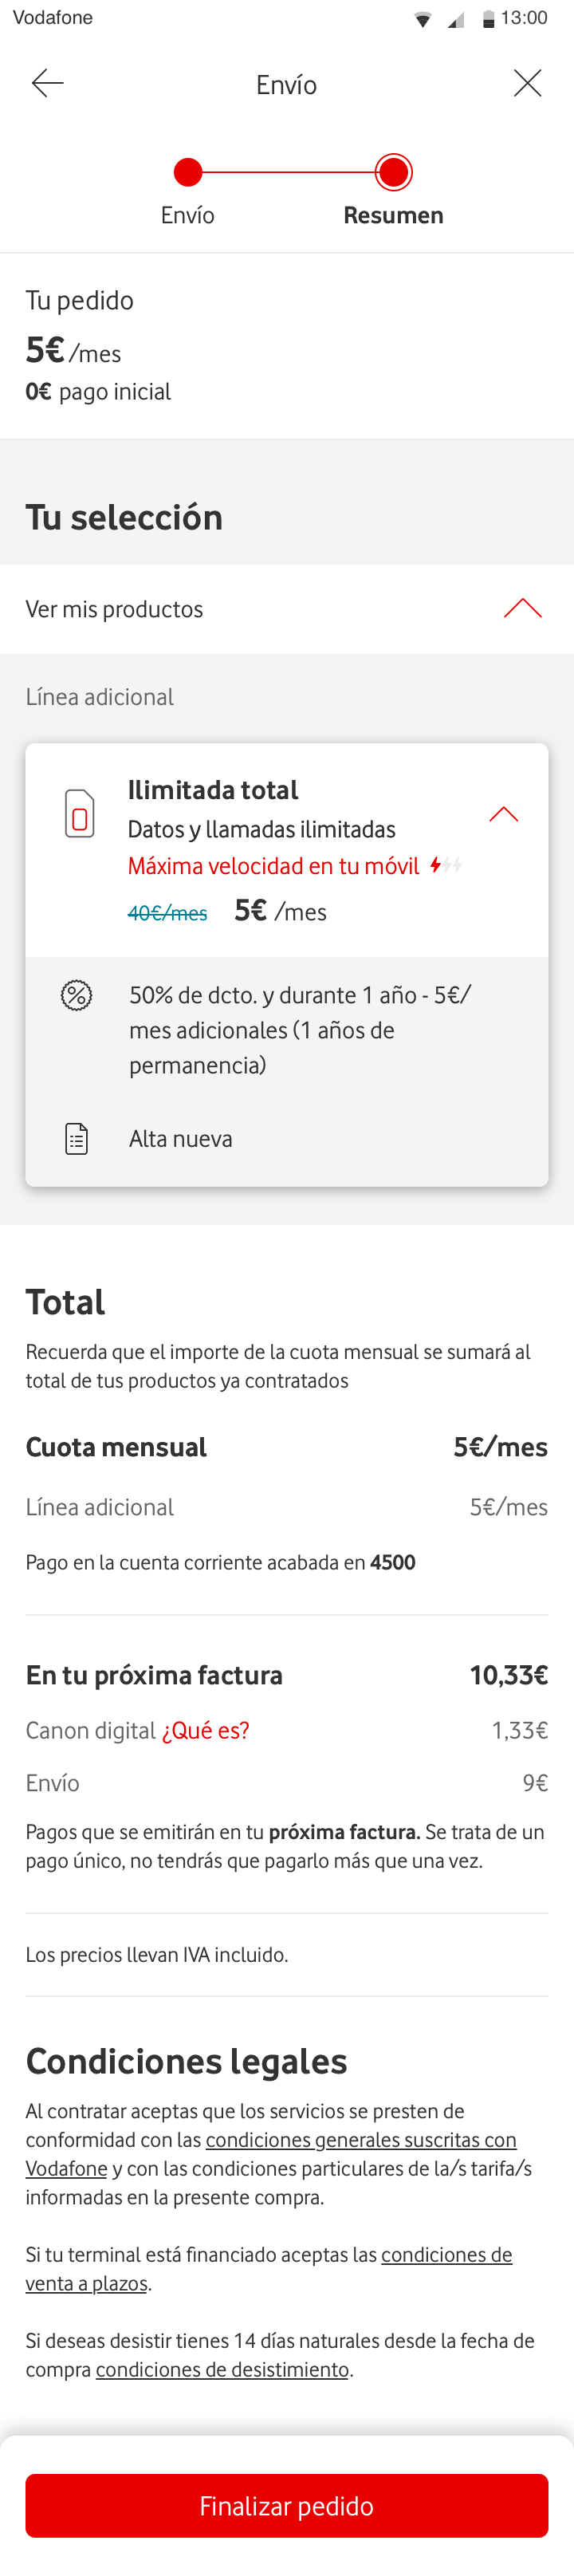 Vodafone 13:00
Envío
Envío Resumen
Tu pedido
5€ /mes
0€ pago inicial
Tu selección
Ver mis productos
Línea adicional
Ilimitada total
Datos y llamadas ilimitadas
Máxima velocidad en tu móvil
40€/mes 5€ /mes
50% de dcto. y durante 1 año - 5€/
mes adicionales (1 años de
permanencia)
Alta nueva
Total
Recuerda que el importe de la cuota mensual se sumará al
total de tus productos ya contratados
Cuota mensual 5€/mes
Línea adicional 5€/mes
Pago en la cuenta corriente acabada en 4500
En tu próxima factura 10,33€
Canon digital ¿Qué es? 1,33€
Envío 9€
Pagos que se emitirán en tu próxima factura. Se trata de un
pago único, no tendrás que pagarlo más que una vez.
Los precios llevan IVA incluido.
Condiciones legales
Al contratar aceptas que los servicios se presten de
conformidad con las condiciones generales suscritas con
Vodafone y con las condiciones particulares de la/s tarifa/s
informadas en la presente compra.
Si tu terminal está financiado aceptas las condiciones de
venta a plazos.
Si deseas desistir tienes 14 días naturales desde la fecha de
compra condiciones de desistimiento.
Finalizar pedido